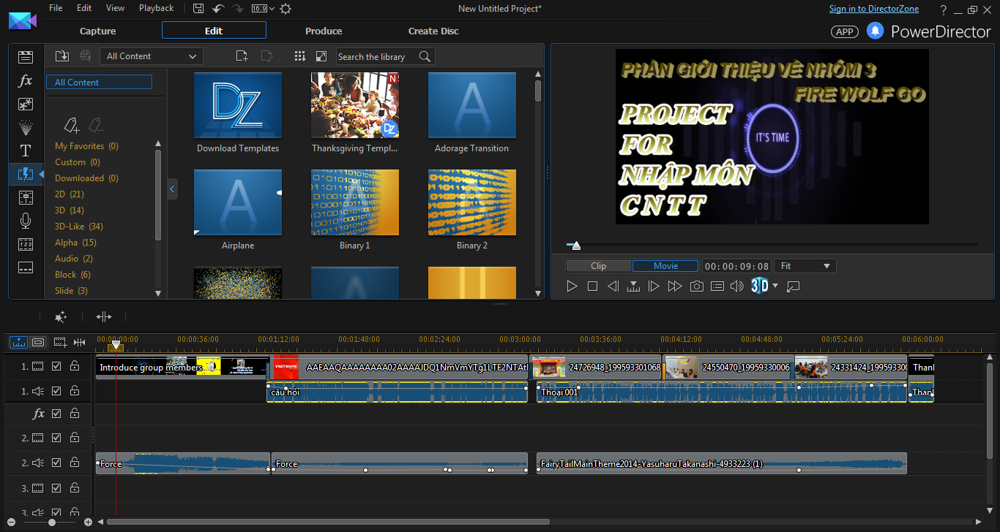 File Edit View Playback 16:9 New Untitled Project* Sign in to DirectorZone ?
Capture Edit Produce Create Disc APP PowerDirector
All Content Search the library
fx
All Content
T
My Favorites (0)
Custom (0)
Downloaded (0)
2D (21)
3D (14)
3D-Like (34)
Alpha (15)
Audio (2)
Block (6)
Slide (3)
DZ N DZ A
Download Templates Thanksgiving Templ... Adorage Transition
A
Airplane Binary 1 Binary 2
A
PHẦN GIỚI THIỆU VỀ NHÓM 3
FIRE WOLF GO
PROJECT
FOR
NHẬP MÔN
CNTT
IT'S TIME
Clip Movie 00:00:09:08 Fit
3D
00:00:00:00 00:00:36:00 00:01:12:00 00:01:48:00 00:02:24:00 00:03:00:00 00:03:36:00 00:04:12:00 00:04:48:00 00:05:24:00 00:06:00:00
1. Introduce group members VNETWORK AAEAAQAAAAAAAA02AAAAJDQ1NmVmYTg1LTE2NTAt 24726948_199593301068 24550470_19959330006 24331424_19959330 Thank
1. câu hỏi Thoại 001 Thank
fx
2.
2. Force Force FairyTailMainTheme2014-YasuharuTakanashi-4933223 (1)
3.
3.